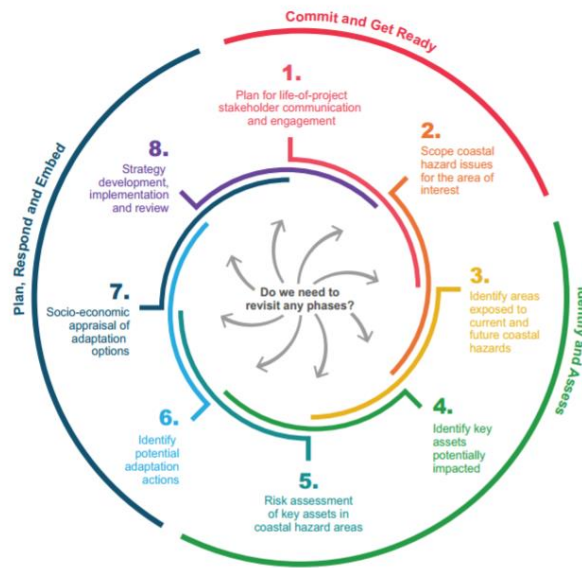 Commit and Get Ready
1.
Plan for life-of-project
stakeholder communication
and engagement
2.
Scope coastal
hazard issues
for the area of
interest
Identify and Assess
3.
Identify areas
exposed to
current and
future coastal
hazards
4.
Identify key
assets
potentially
impacted
5.
Risk assessment
of key assets in
coastal hazard areas
Plan, Respond and Embed
6.
Identify
potential
adaptation
actions
7.
Socio-economic
appraisal of
adaptation
options
8.
Strategy
development,
implementation
and review
Do we need to
revisit any phases?